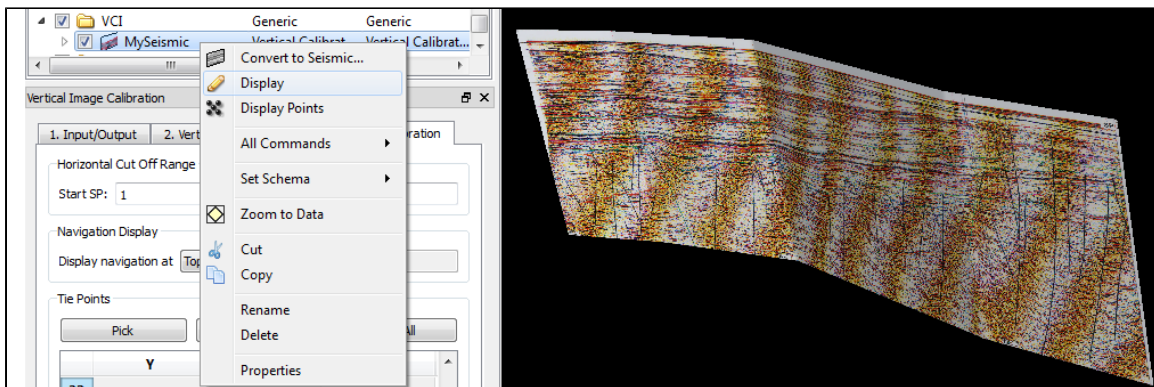 VCI Generic Generic
MySeismic Vertical Calibrat... Vertical Calibrat...
Convert to Seismic...
Display
Display Points
All Commands
Set Schema
Zoom to Data
Cut
Copy
Rename
Delete
Properties
Vertical Image Calibration
1. Input/Output 2. Vert ration
Horizontal Cut Off Range
Start SP: 1
Navigation Display
Display navigation at Top
Tie Points
Pick All
Y